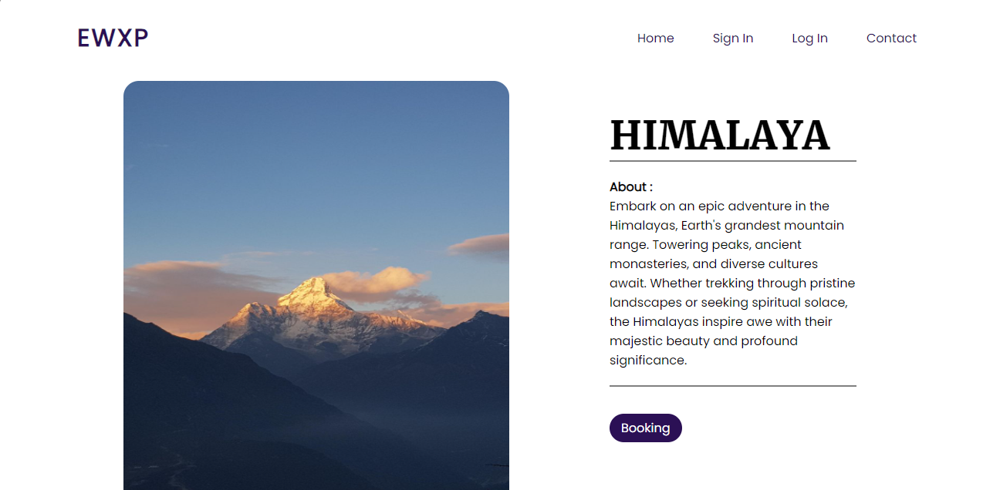 EWXP
Home Sign In Log In Contact
HIMALAYA
About :
Embark on an epic adventure in the
Himalayas, Earth's grandest mountain
range. Towering peaks, ancient
monasteries, and diverse cultures
await. Whether trekking through pristine
landscapes or seeking spiritual solace,
the Himalayas inspire awe with their
majestic beauty and profound
significance.
Booking